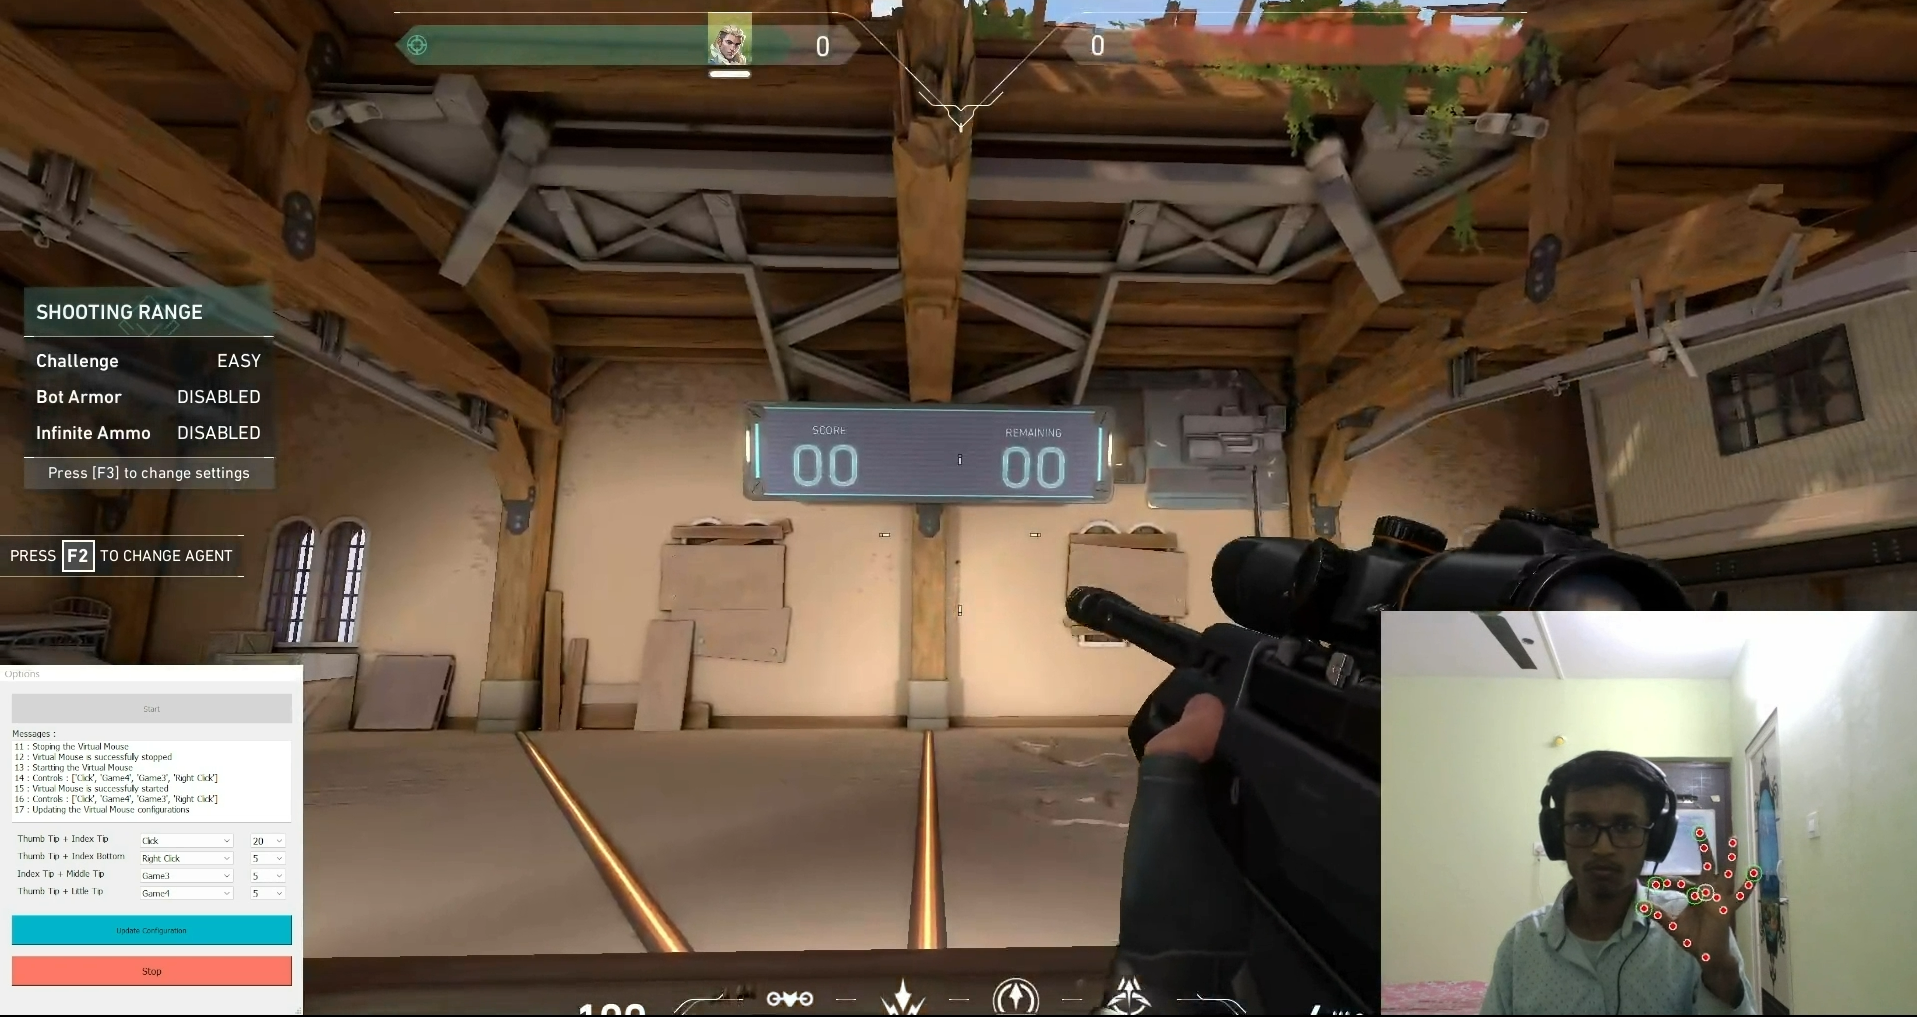 0
0
SHOOTING RANGE
Challenge EASY
Bot Armor DISABLED
Infinite Ammo DISABLED
Press [F3] to change settings
SCORE
00
REMAINING
00
PRESS F2 TO CHANGE AGENT
Options
Start
Messages :
11 : Stoping the Virtual Mouse
12 : Virtual Mouse is successfully stopped
13 : Startting the Virtual Mouse
14 : Controls : ['Click', 'Game4', 'Game3', 'Right Click']
15 : Virtual Mouse is successfully started
16 : Controls : ['Click', 'Game4', 'Game3', 'Right Click']
17 : Updating the Virtual Mouse configurations
Thumb Tip + Index Tip Click 20
Thumb Tip + Index Bottom Right Click 5
Index Tip + Middle Tip Game3 5
Thumb Tip + Little Tip Game4 5
Update Configuration
Stop
100